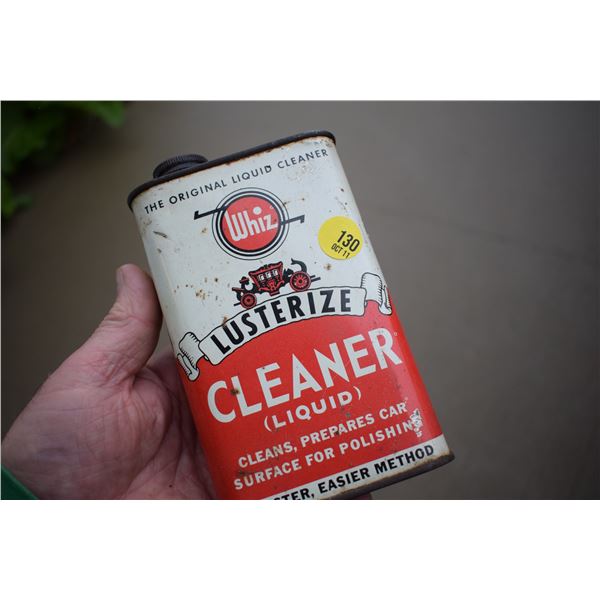 THE ORIGINAL LIQUID CLEANER
Whiz
130
OCT 11
LUSTERIZE
CLEANER
(LIQUID)
CLEANS, PREPARES CAR
SURFACE FOR POLISHING
EASIER METHOD